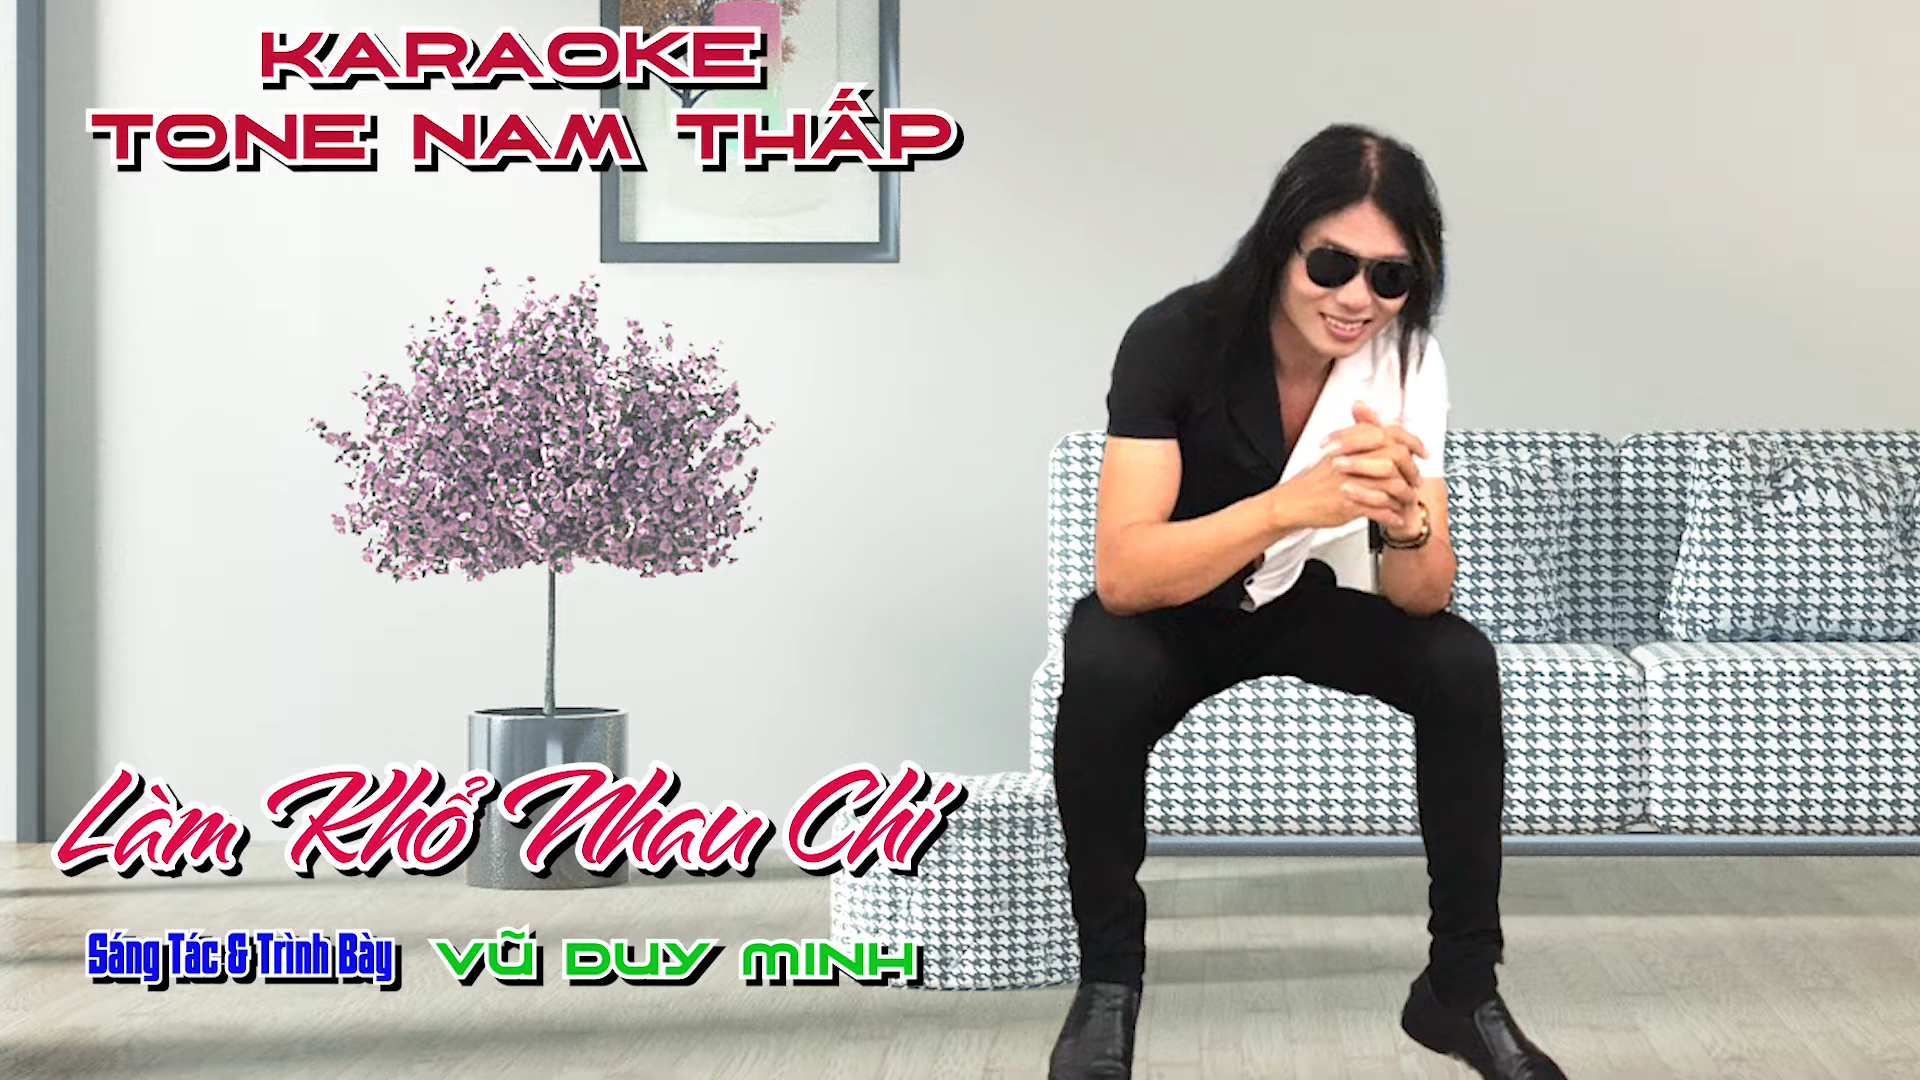 KARAOKE
TONE NAM THẤP
Làm Khổ Nhau Chi
Sáng Tác & Trình Bày VŨ DUY MINH